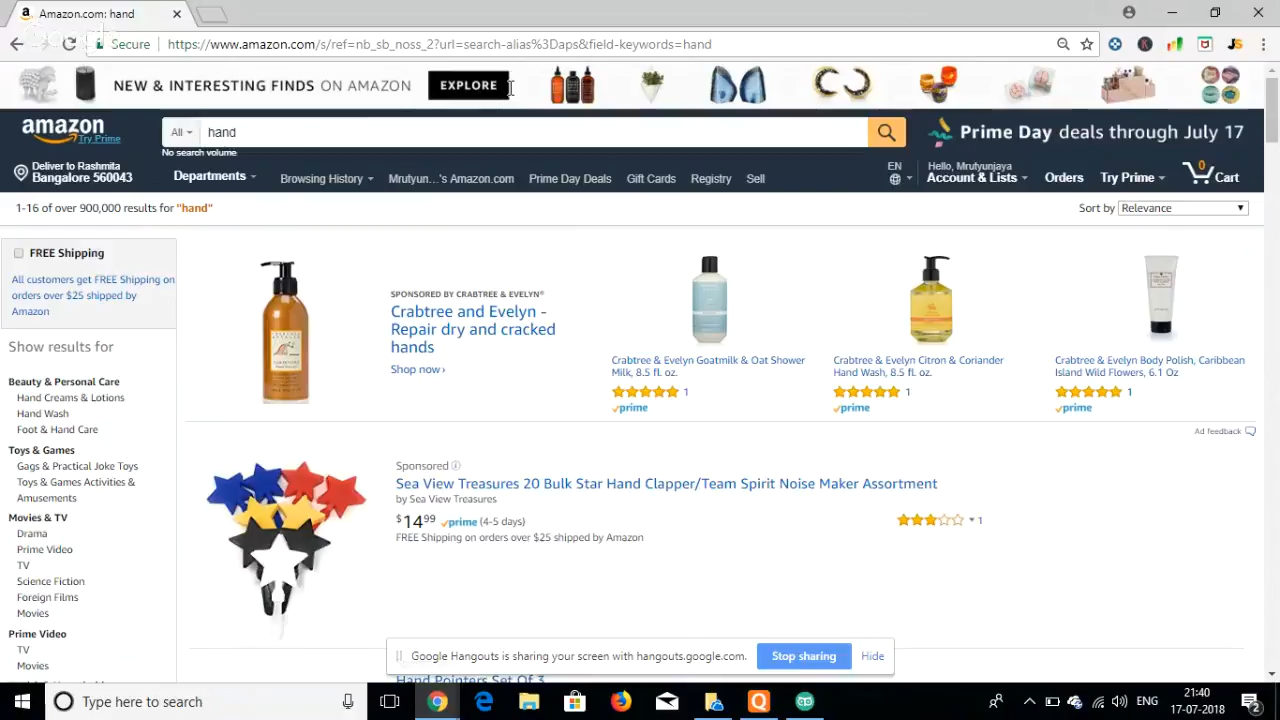 Amazon.com: hand
Secure
https://www.amazon.com/s/ref=nb_sb_noss_2?url=search-alias%3Daps&field-keywords=hand
NEW & INTERESTING FINDS ON AMAZON
EXPLORE
amazon
Try Prime
All
hand
No search volume
Prime Day deals through July 17
Deliver to Rashmita
Bangalore 560043
Departments
Browsing History
Mrutyun...'s Amazon.com
Prime Day Deals
Gift Cards
Registry
Sell
EN
Hello, Mrutyunjaya
Account & Lists
Orders
Try Prime
0
Cart
1-16 of over 900,000 results for "hand"
Sort by
Relevance
FREE Shipping
All customers get FREE Shipping on
orders over $25 shipped by
Amazon
Show results for
Beauty & Personal Care
Hand Creams & Lotions
Hand Wash
Foot & Hand Care
Toys & Games
Gags & Practical Joke Toys
Toys & Games Activities &
Amusements
Movies & TV
Drama
Prime Video
TV
Science Fiction
Foreign Films
Movies
Prime Video
TV
Movies
SPONSORED BY CRABTREE & EVELYN®
Crabtree and Evelyn -
Repair dry and cracked
hands
Shop now ›
Crabtree & Evelyn Goatmilk & Oat Shower
Milk, 8.5 fl. oz.
1
prime
Crabtree & Evelyn Citron & Coriander
Hand Wash, 8.5 fl. oz.
1
prime
Crabtree & Evelyn Body Polish, Caribbean
Island Wild Flowers, 6.1 Oz
1
prime
Ad feedback
Sponsored
Sea View Treasures 20 Bulk Star Hand Clapper/Team Spirit Noise Maker Assortment
by Sea View Treasures
$14 99 prime (4-5 days)
1
FREE Shipping on orders over $25 shipped by Amazon
Google Hangouts is sharing your screen with hangouts.google.com.
Stop sharing
Hide
Hand Pointers Set Of 3
Type here to search
ENG
21:40
17-07-2018
2